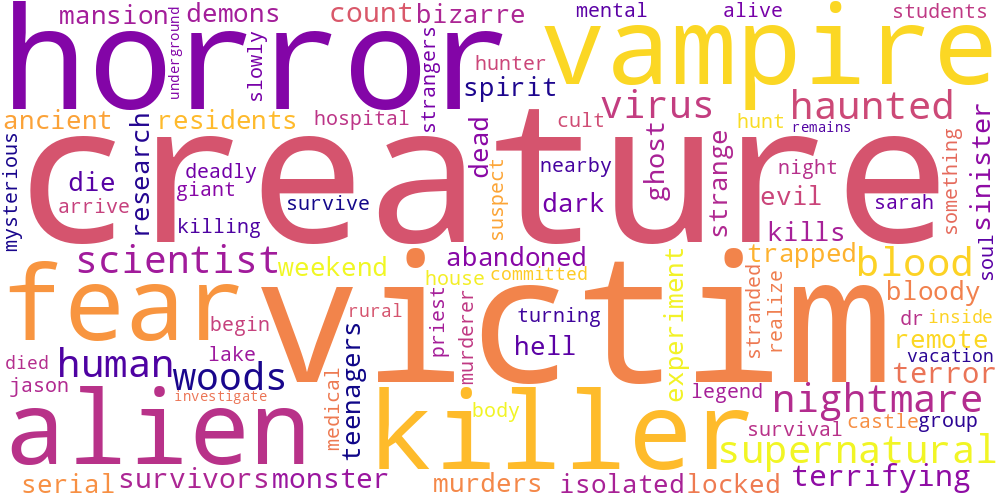 mansion
demons
count
bizarre
mental
alive
students
horror
vampire
underground
slowly
strangers
hunter
spirit
virus
haunted
ancient
residents
hospital
cult
hunt
remains
creature
mysterious
research
deadly
giant
die
arrive
killing
survive
dead
suspect
nearby
dark
ghost
strange
night
evil
kills
sarah
something
sinister
soul
scientist
weekend
abandoned
house
committed
trapped
blood
fear
victim
begin
rural
priest
murderer
turning
hell
experiment
stranded
realize
bloody
dr
inside
remote
vacation
terror
died
human
lake
woods
jason
investigate
medical
teenagers
alien
killer
body
legend
nightmare
survival
castle
group
supernatural
serial
survivors
monster
murders
isolated
locked
terrifying